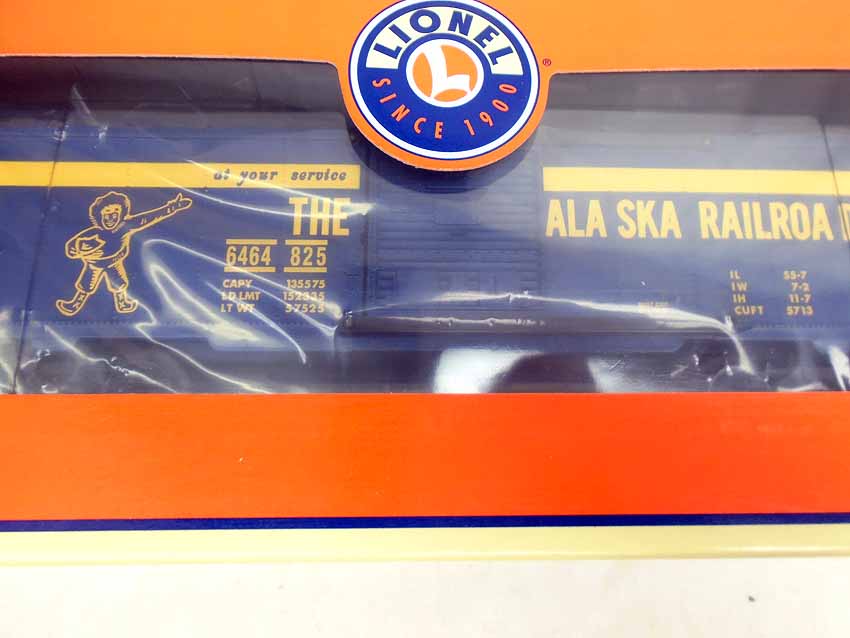 LIONEL
L
SINCE 1900
®
at your service
THE
6464 825
CAPY 135575
LD LMT 152335
LT WT 57525
ALA SKA RAILROA
IL 55-7
IW 7-2
IH 11-7
CUFT 5713